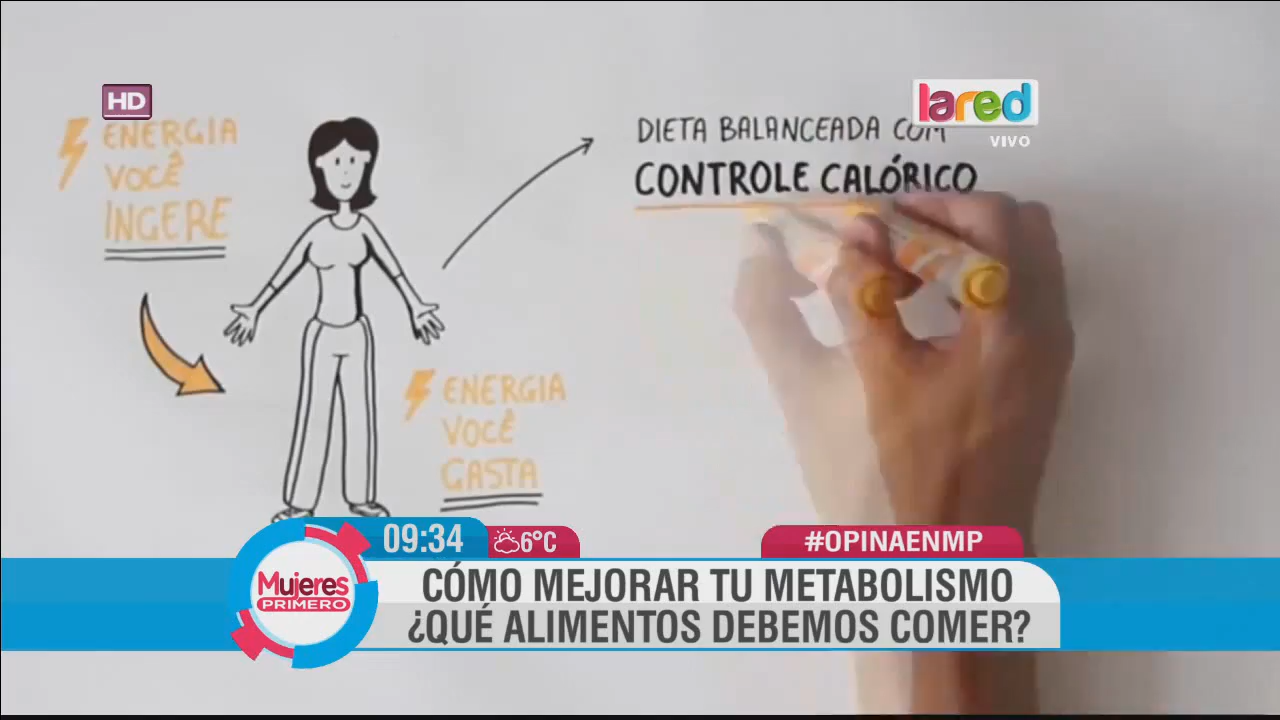 HD
lared
VIVO
ENERGIA
VOCÊ
INGERE
DIETA BALANCEADA COM
CONTROLE CALÓRICO
ENERGIA
VOCÊ
GASTA
09:34
6°C
#OPINAENMP
Mujeres
PRIMERO
CÓMO MEJORAR TU METABOLISMO
¿QUÉ ALIMENTOS DEBEMOS COMER?